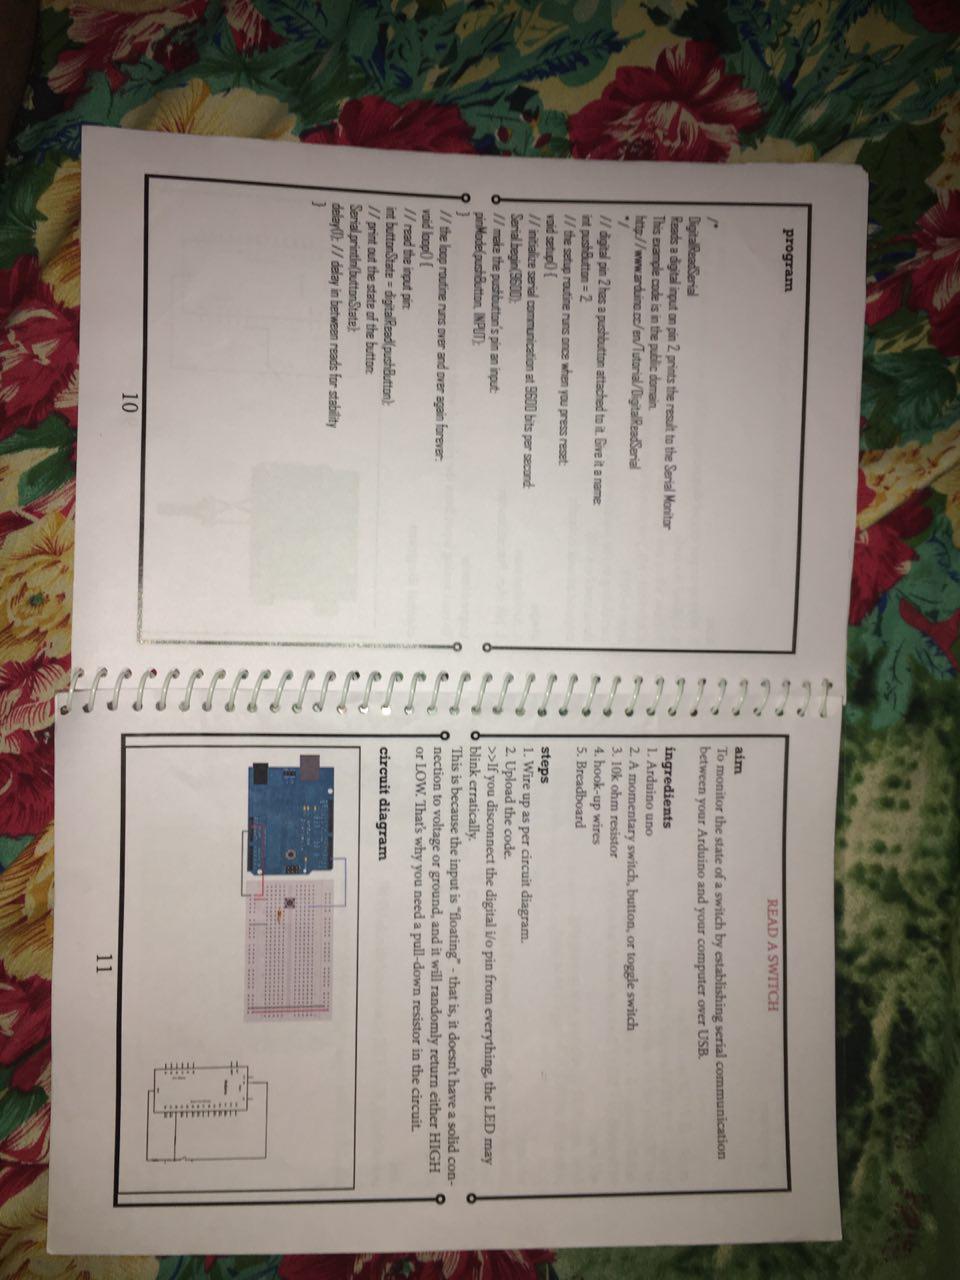 program
/*
DigitalReadSerial
Reads a digital input on pin 2 prints the result to the Serial Monitor
This example code is in the public domain.
http://www.arduino.cc/en/Tutorial/DigitalReadSerial
*/
// digital pin 2 has a pushbutton attached to it. Give it a name:
int pushButton = 2
// the setup routine runs once when you press reset:
void setup() {
// initialize serial communication at 9600 bits per second:
Serial.begin(9600);
// make the pushbutton's pin an input:
pinMode(pushButton, INPUT);
}
// the loop routine runs over and over again forever:
void loop() {
// read the input pin:
int buttonState = digitalRead(pushButton);
// print out the state of the button:
Serial.println(buttonState);
delay(1); // delay in between reads for stability
}
10
READ A SWITCH
aim
To monitor the state of a switch by establishing serial communication
between your Arduino and your computer over USB.
ingredients
1. Arduino uno
2. A momentary switch, button, or toggle switch
3. 10k ohm resistor
4. hook-up wires
5. Breadboard
steps
1. Wire up as per circuit diagram.
2. Upload the code.
>>If you disconnect the digital i/o pin from everything, the LED may
blink erratically.
This is because the input is "floating" - that is, it doesn't have a solid con-
nection to voltage or ground, and it will randomly return either HIGH
or LOW. That's why you need a pull-down resistor in the circuit.
circuit diagram
11